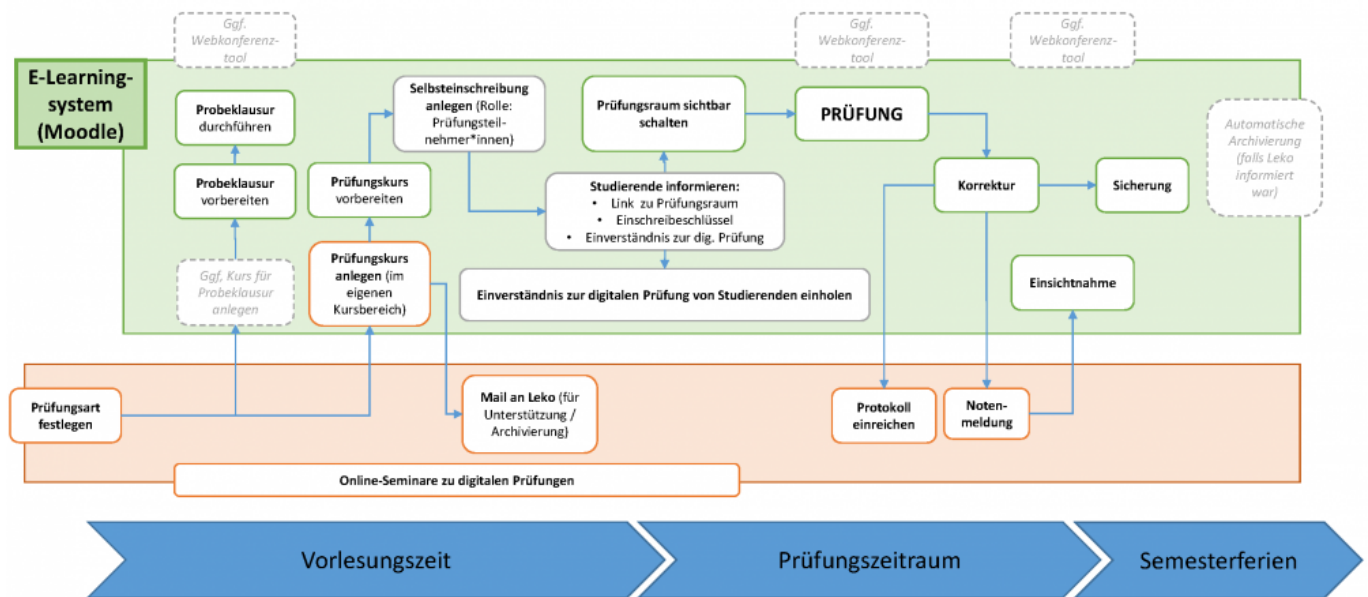 Ggf.
Webkonferenz-
tool
Ggf.
Webkonferenz-
tool
Ggf.
Webkonferenz-
tool
E-Learning-
system
(Moodle)
Probeklausur
durchführen
Probeklausur
vorbereiten
Ggf, Kurs für
Probeklausur
anlegen
Selbsteinschreibung
anlegen (Rolle:
Prüfungsteil-
nehmer*innen)
Prüfungskurs
vorbereiten
Prüfungskurs
anlegen (im
eigenen
Kursbereich)
Prüfungsraum sichtbar
schalten
Studierende informieren:
• Link zu Prüfungsraum
• Einschreibeschlüssel
• Einverständnis zur dig. Prüfung
Einverständnis zur digitalen Prüfung von Studierenden einholen
PRÜFUNG
Korrektur
Sicherung
Einsichtnahme
Automatische
Archivierung
(falls Leko
informiert
war)
Prüfungsart
festlegen
Mail an Leko (für
Unterstützung /
Archivierung)
Protokoll
einreichen
Noten-
meldung
Online-Seminare zu digitalen Prüfungen
Vorlesungszeit
Prüfungszeitraum
Semesterferien